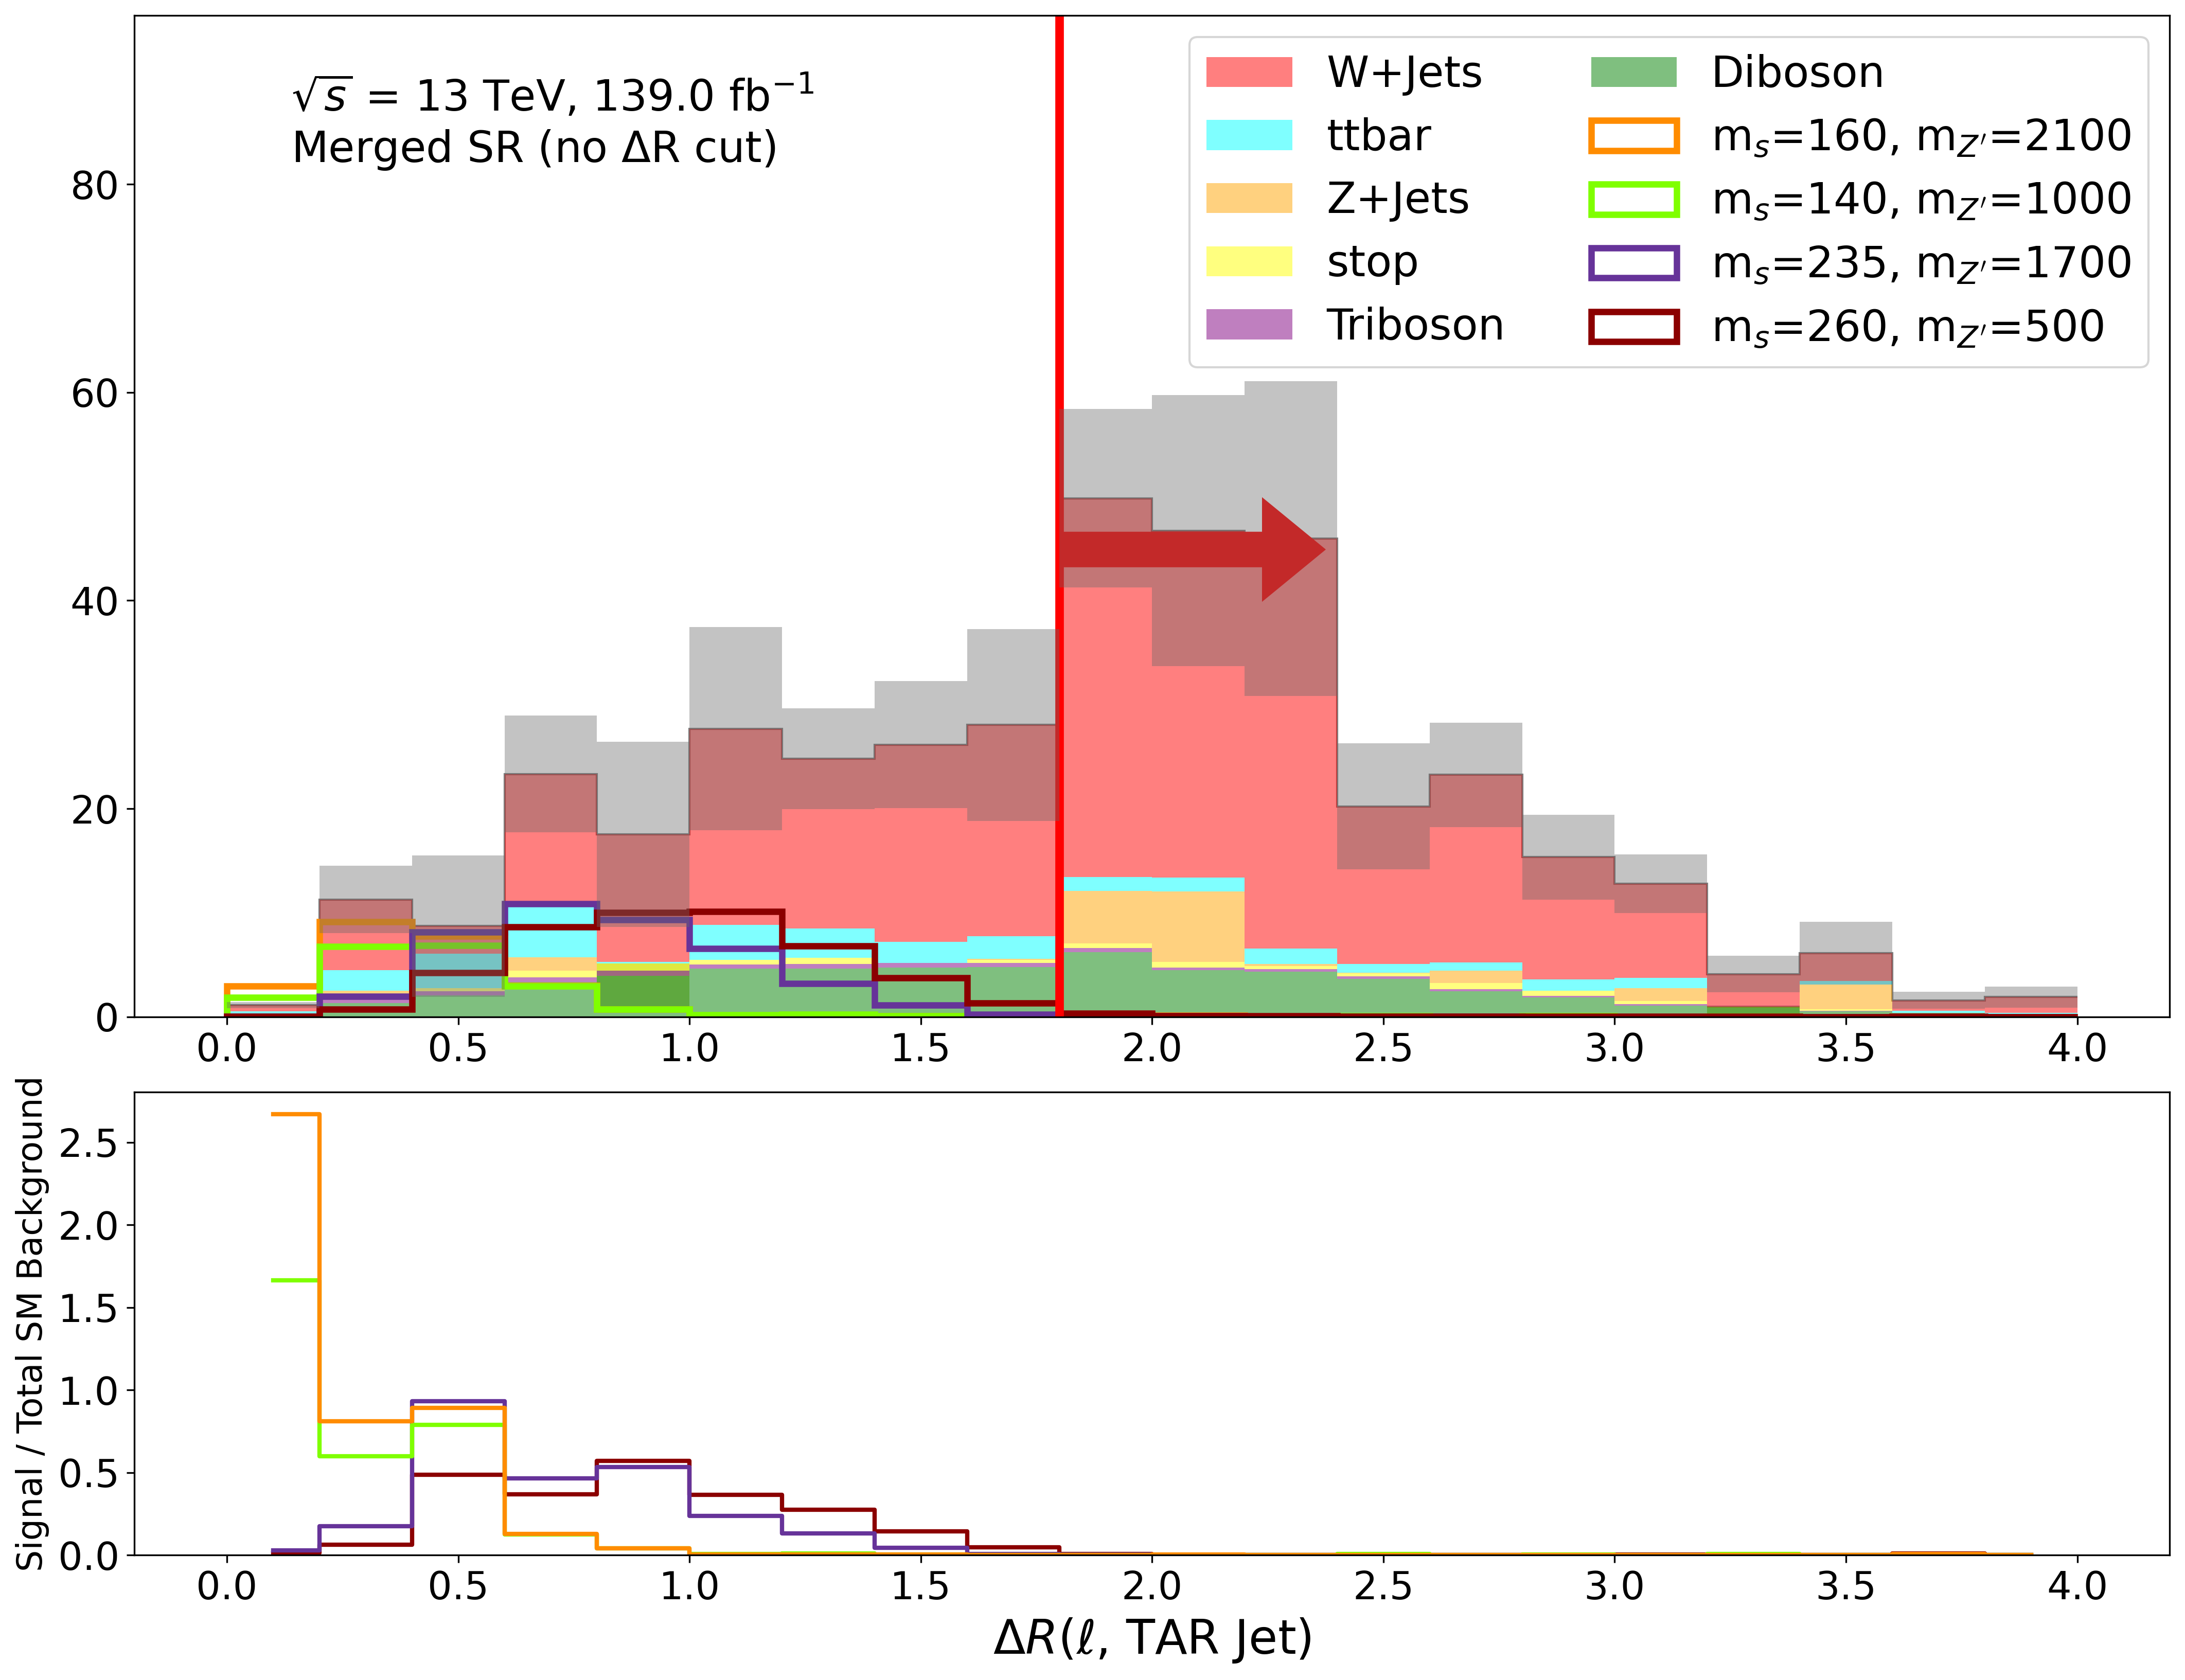 √s = 13 TeV, 139.0 fb⁻¹
Merged SR (no ΔR cut)
W+Jets
ttbar
Z+Jets
stop
Triboson
Diboson
mₛ=160, m_Z′=2100
mₛ=140, m_Z′=1000
mₛ=235, m_Z′=1700
mₛ=260, m_Z′=500
80
60
40
20
0
0.0 0.5 1.0 1.5 2.0 2.5 3.0 3.5 4.0
Signal / Total SM Background
2.5
2.0
1.5
1.0
0.5
0.0
0.0 0.5 1.0 1.5 2.0 2.5 3.0 3.5 4.0
ΔR(ℓ, TAR Jet)